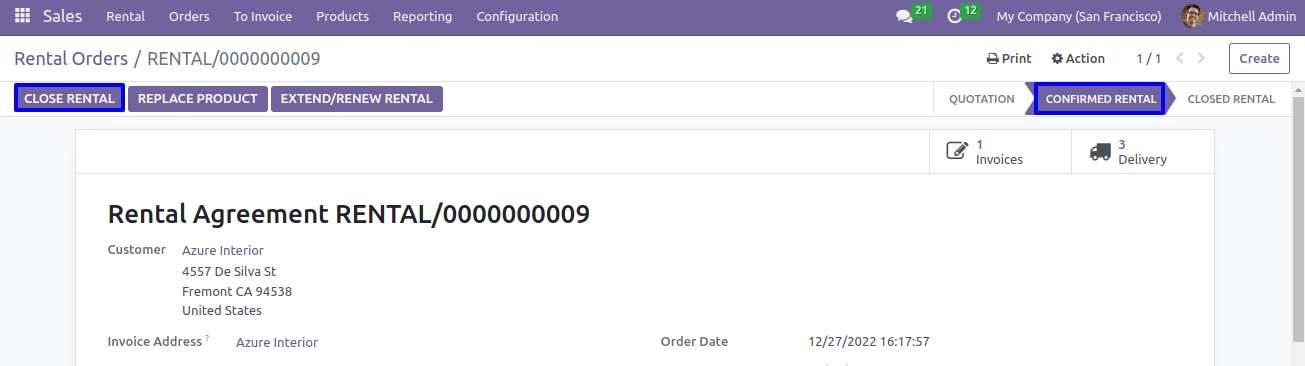 Sales Rental Orders To Invoice Products Reporting Configuration 21 12 My Company (San Francisco) Mitchell Admin
Rental Orders / RENTAL/0000000009 Print Action 1 / 1 Create
CLOSE RENTAL REPLACE PRODUCT EXTEND/RENEW RENTAL QUOTATION CONFIRMED RENTAL CLOSED RENTAL
1
Invoices
3
Delivery
Rental Agreement RENTAL/0000000009
Customer Azure Interior
4557 De Silva St
Fremont CA 94538
United States
Invoice Address ? Azure Interior Order Date 12/27/2022 16:17:57